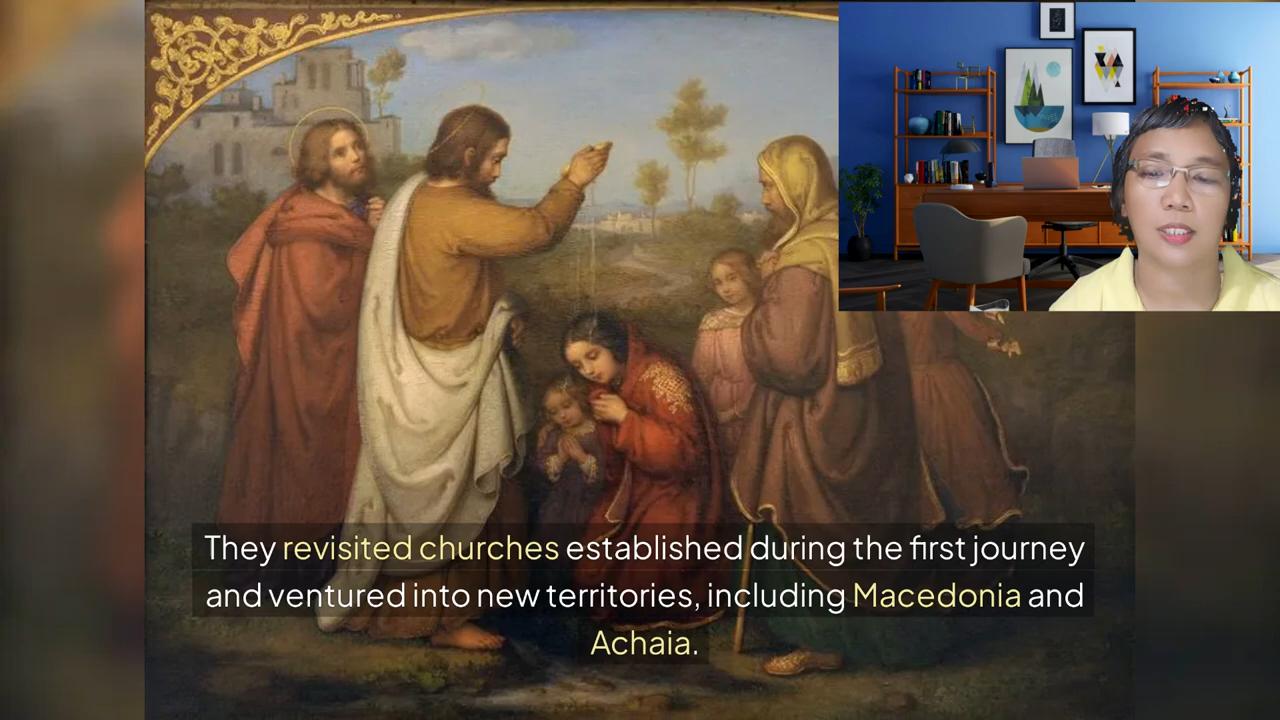 They revisited churches established during the first journey
and ventured into new territories, including Macedonia and
Achaia.